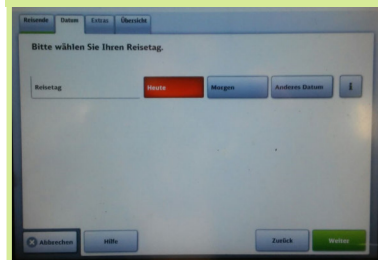 Reisende Datum Extras Übersicht
Bitte wählen Sie Ihren Reisetag.
Reisetag Heute Morgen Anderes Datum i
Abbrechen Hilfe Zurück Weiter